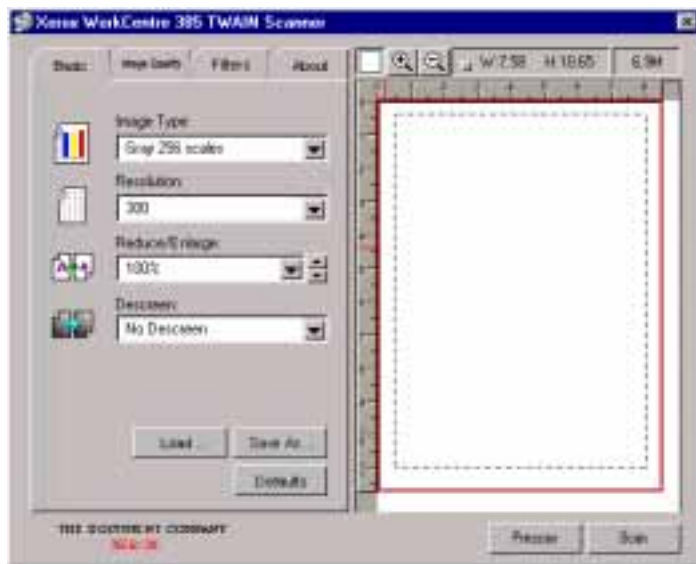 Xerox WorkCentre 385 TWAIN Scanner
Basic Image Quality Filters About
W:7.58 H:10.65 6.9M
Image Type:
Gray 256 scales
Resolution:
300
Reduce/Enlarge:
100%
Descreen:
No Descreen
Load ... Save As ...
Defaults
THE DOCUMENT COMPANY
XEROX
Prescan Scan